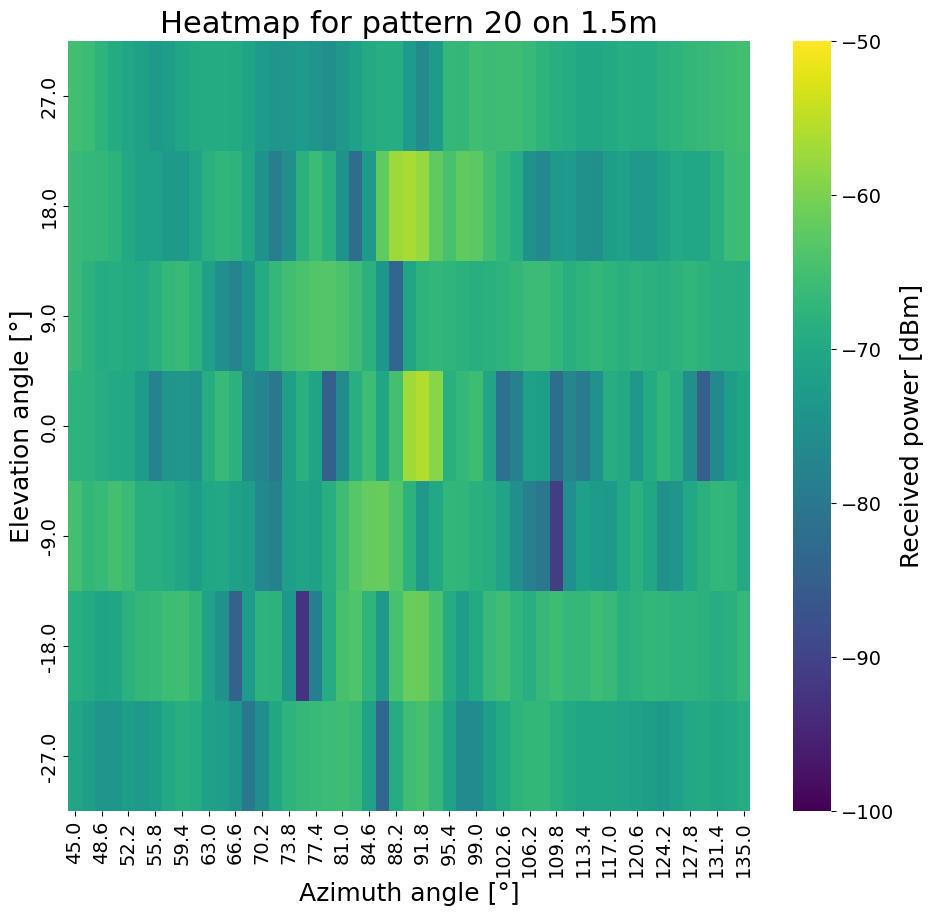 Heatmap for pattern 20 on 1.5m
Elevation angle [°]
27.0
18.0
9.0
0.0
-9.0
-18.0
-27.0
45.0 48.6 52.2 55.8 59.4 63.0 66.6 70.2 73.8 77.4 81.0 84.6 88.2 91.8 95.4 99.0 102.6 106.2 109.8 113.4 117.0 120.6 124.2 127.8 131.4 135.0
Azimuth angle [°]
−50
−60
−70
−80
−90
−100
Received power [dBm]